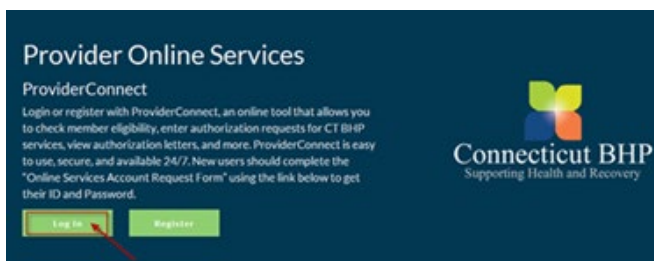 Provider Online Services
ProviderConnect
Login or register with ProviderConnect, an online tool that allows you
to check member eligibility, enter authorization requests for CT BHP
services, view authorization letters, and more. ProviderConnect is easy
to use, secure, and available 24/7. New users should complete the
"Online Services Account Request Form" using the link below to get
their ID and Password.
Log In
Register
Connecticut BHP
Supporting Health and Recovery